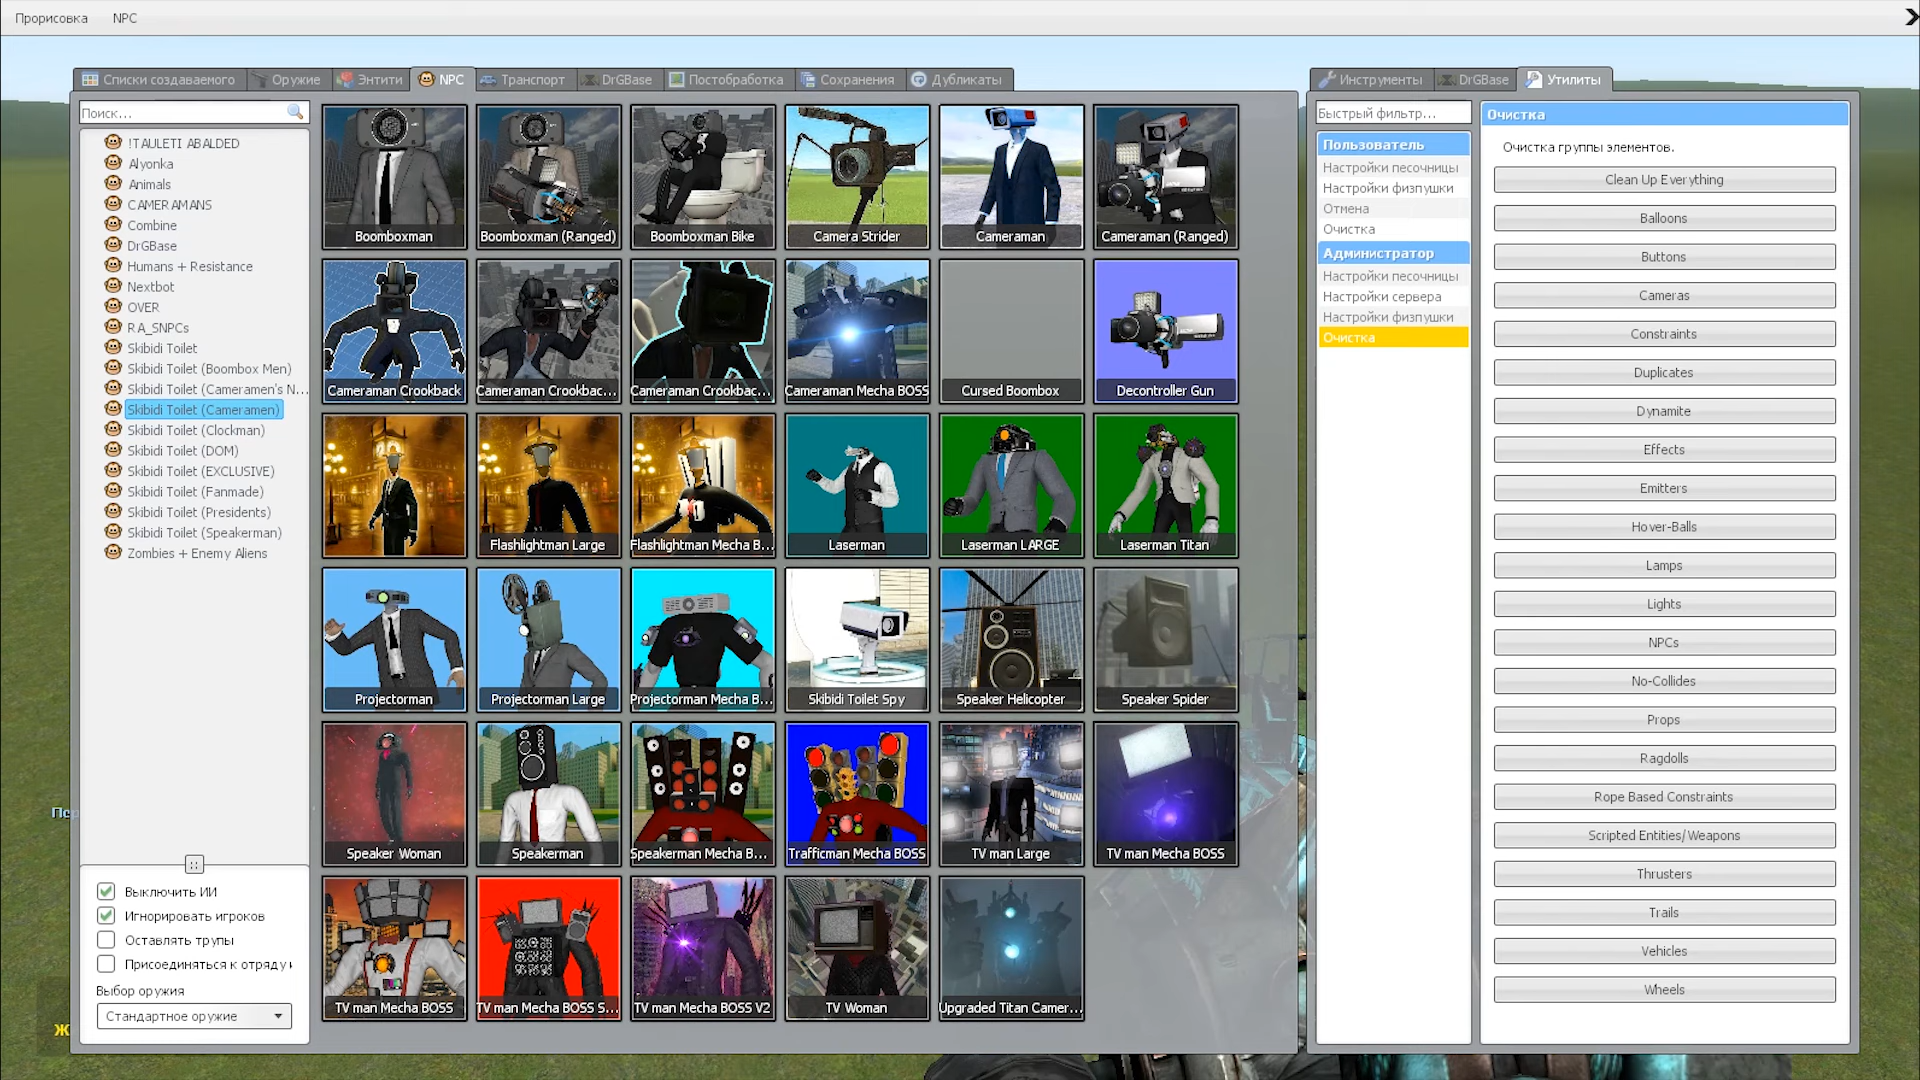 Прорисовка NPC
Списки создаваемого Оружие Энтити NPC Транспорт DrGBase Постобработка Сохранения Дубликаты
Поиск...
!TAULETI ABALDED
Alyonka
Animals
CAMERAMANS
Combine
DrGBase
Humans + Resistance
Nextbot
OVER
RA_SNPCs
Skibidi Toilet
Skibidi Toilet (Boombox Men)
Skibidi Toilet (Cameramen's N...
Skibidi Toilet (Cameramen)
Skibidi Toilet (Clockman)
Skibidi Toilet (DOM)
Skibidi Toilet (EXCLUSIVE)
Skibidi Toilet (Fanmade)
Skibidi Toilet (Presidents)
Skibidi Toilet (Speakerman)
Zombies + Enemy Aliens
Выключить ИИ
Игнорировать игроков
Оставлять трупы
Присоединяться к отряду
Выбор оружия
Стандартное оружие
Boomboxman Boomboxman (Ranged) Boomboxman Bike Camera Strider Cameraman Cameraman (Ranged)
Cameraman Crookback Cameraman Crookbac... Cameraman Crookbac... Cameraman Mecha BOSS Cursed Boombox Decontroller Gun
Flashlightman Large Flashlightman Mecha B... Laserman Laserman LARGE Laserman Titan
Projectorman Projectorman Large Projectorman Mecha B... Skibidi Toilet Spy Speaker Helicopter Speaker Spider
Speaker Woman Speakerman Speakerman Mecha B... Trafficman Mecha BOSS TV man Large TV man Mecha BOSS
TV man Mecha BOSS TV man Mecha BOSS S... TV man Mecha BOSS V2 TV Woman Upgraded Titan Camer...
Инструменты DrGBase Утилиты
Быстрый фильтр...
Пользователь
Настройки песочницы
Настройки физпушки
Отмена
Очистка
Администратор
Настройки песочницы
Настройки сервера
Настройки физпушки
Очистка
Очистка
Очистка группы элементов.
Clean Up Everything
Balloons
Buttons
Cameras
Constraints
Duplicates
Dynamite
Effects
Emitters
Hover-Balls
Lamps
Lights
NPCs
No-Collides
Props
Ragdolls
Rope Based Constraints
Scripted Entities/Weapons
Thrusters
Trails
Vehicles
Wheels